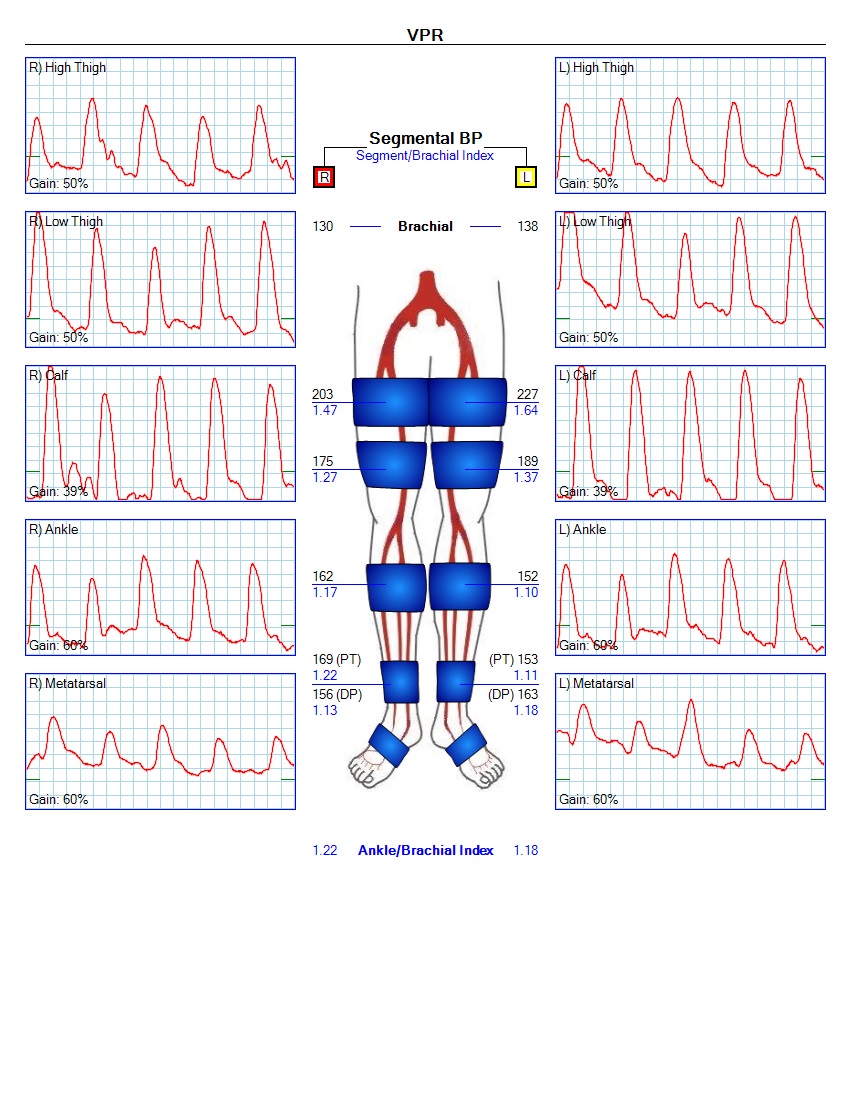 VPR
R) High Thigh
Gain: 50%
R) Low Thigh
Gain: 50%
R) Calf
Gain: 39%
R) Ankle
Gain: 60%
R) Metatarsal
Gain: 60%
Segmental BP
Segment/Brachial Index
R L
130 Brachial 138
203 227
1.47 1.64
175 189
1.27 1.37
162 152
1.17 1.10
169 (PT) (PT) 153
1.22 1.11
156 (DP) (DP) 163
1.13 1.18
1.22 Ankle/Brachial Index 1.18
L) High Thigh
Gain: 50%
L) Low Thigh
Gain: 50%
L) Calf
Gain: 39%
L) Ankle
Gain: 60%
L) Metatarsal
Gain: 60%